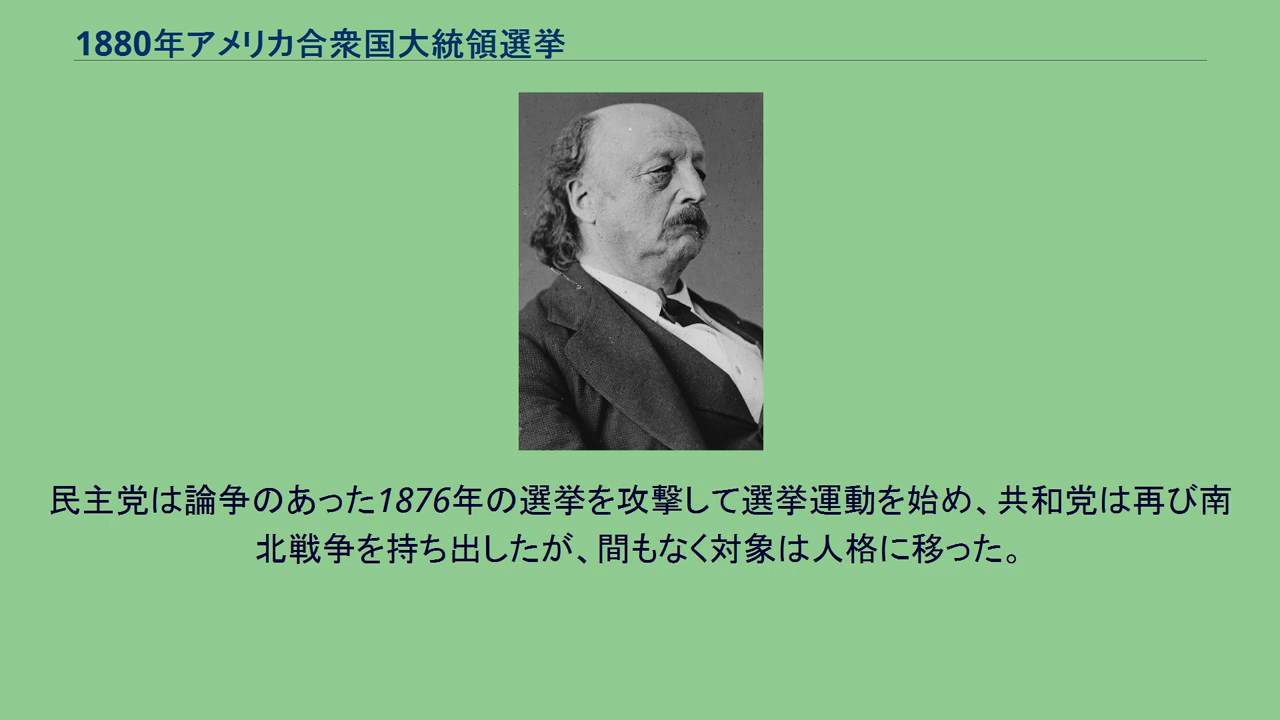 1880年アメリカ合衆国大統領選挙
民主党は論争のあった1876年の選挙を攻撃して選挙運動を始め、共和党は再び南
北戦争を持ち出したが、間もなく対象は人格に移った。